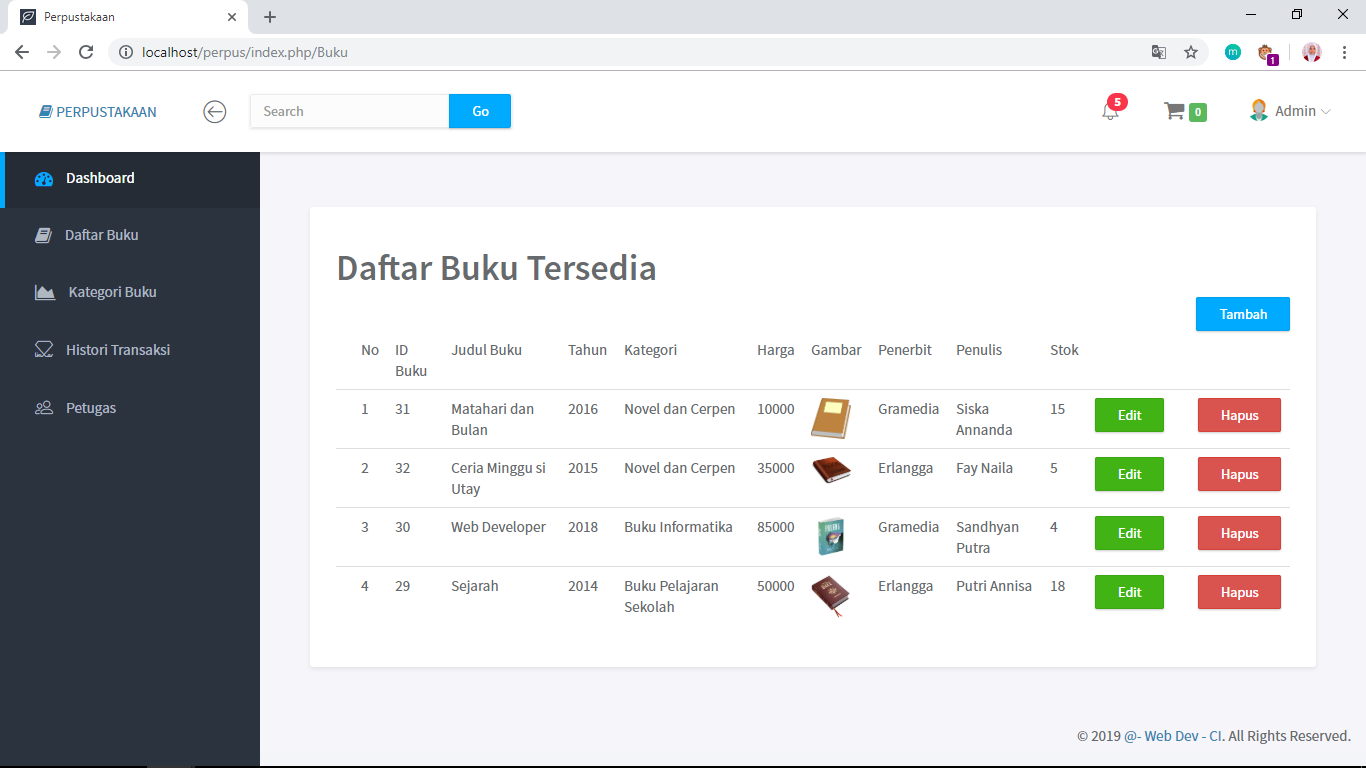 Perpustakaan
localhost/perpus/index.php/Buku
m
1
PERPUSTAKAAN
Search
Go
5
0
Admin
Dashboard
Daftar Buku
Kategori Buku
Histori Transaksi
Petugas
Daftar Buku Tersedia
Tambah
No ID Judul Buku Tahun Kategori Harga Gambar Penerbit Penulis Stok
Buku
1 31 Matahari dan 2016 Novel dan Cerpen 10000 Gramedia Siska 15 Edit Hapus
Bulan Annanda
2 32 Ceria Minggu si 2015 Novel dan Cerpen 35000 Erlangga Fay Naila 5 Edit Hapus
Utay
3 30 Web Developer 2018 Buku Informatika 85000 Gramedia Sandhyan 4 Edit Hapus
Putra
4 29 Sejarah 2014 Buku Pelajaran 50000 Erlangga Putri Annisa 18 Edit Hapus
Sekolah
© 2019 @- Web Dev - CI. All Rights Reserved.